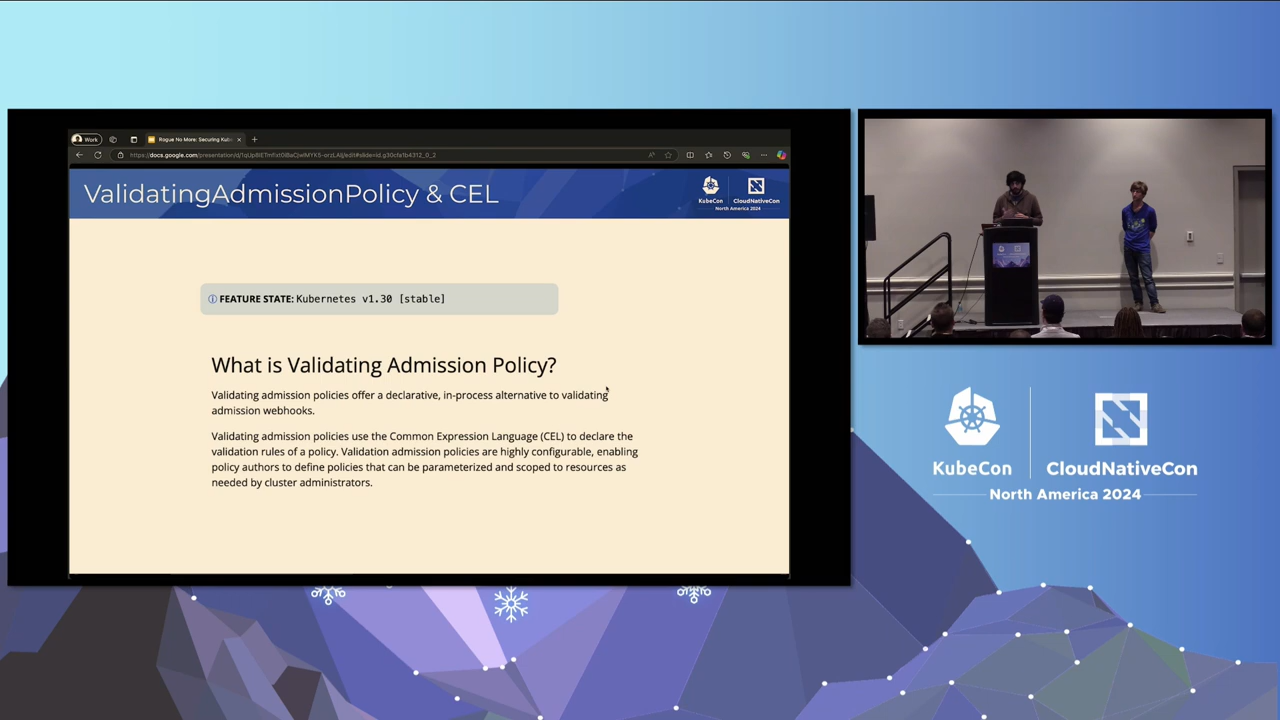 Work
Rogue No More: Securing Kube
ValidatingAdmissionPolicy & CEL
KubeCon
CloudNativeCon
North America 2024
FEATURE STATE: Kubernetes v1.30 [stable]
What is Validating Admission Policy?
Validating admission policies offer a declarative, in-process alternative to validating
admission webhooks.
Validating admission policies use the Common Expression Language (CEL) to declare the
validation rules of a policy. Validation admission policies are highly configurable, enabling
policy authors to define policies that can be parameterized and scoped to resources as
needed by cluster administrators.
KubeCon
CloudNativeCon
North America 2024